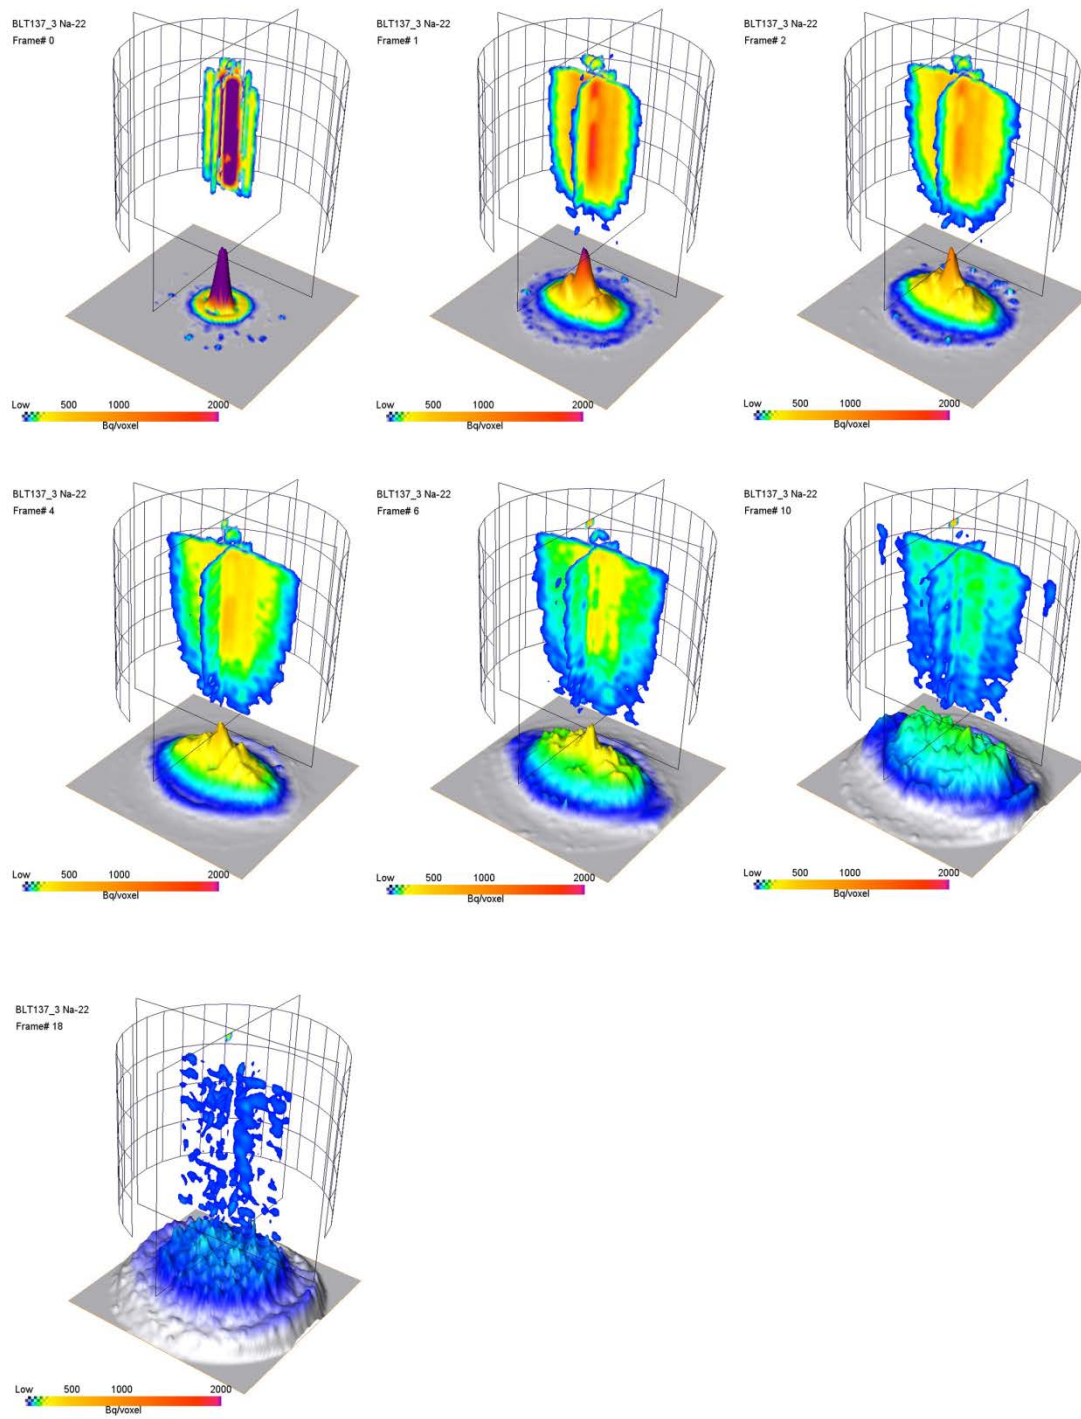 BLT137_3 Na-22
Frame# 0
Low 500 1000 2000
Bq/voxel
BLT137_3 Na-22
Frame# 1
Low 500 1000 2000
Bq/voxel
BLT137_3 Na-22
Frame# 2
Low 500 1000 2000
Bq/voxel
BLT137_3 Na-22
Frame# 4
Low 500 1000 2000
Bq/voxel
BLT137_3 Na-22
Frame# 6
Low 500 1000 2000
Bq/voxel
BLT137_3 Na-22
Frame# 10
Low 500 1000 2000
Bq/voxel
BLT137_3 Na-22
Frame# 18
Low 500 1000 2000
Bq/voxel